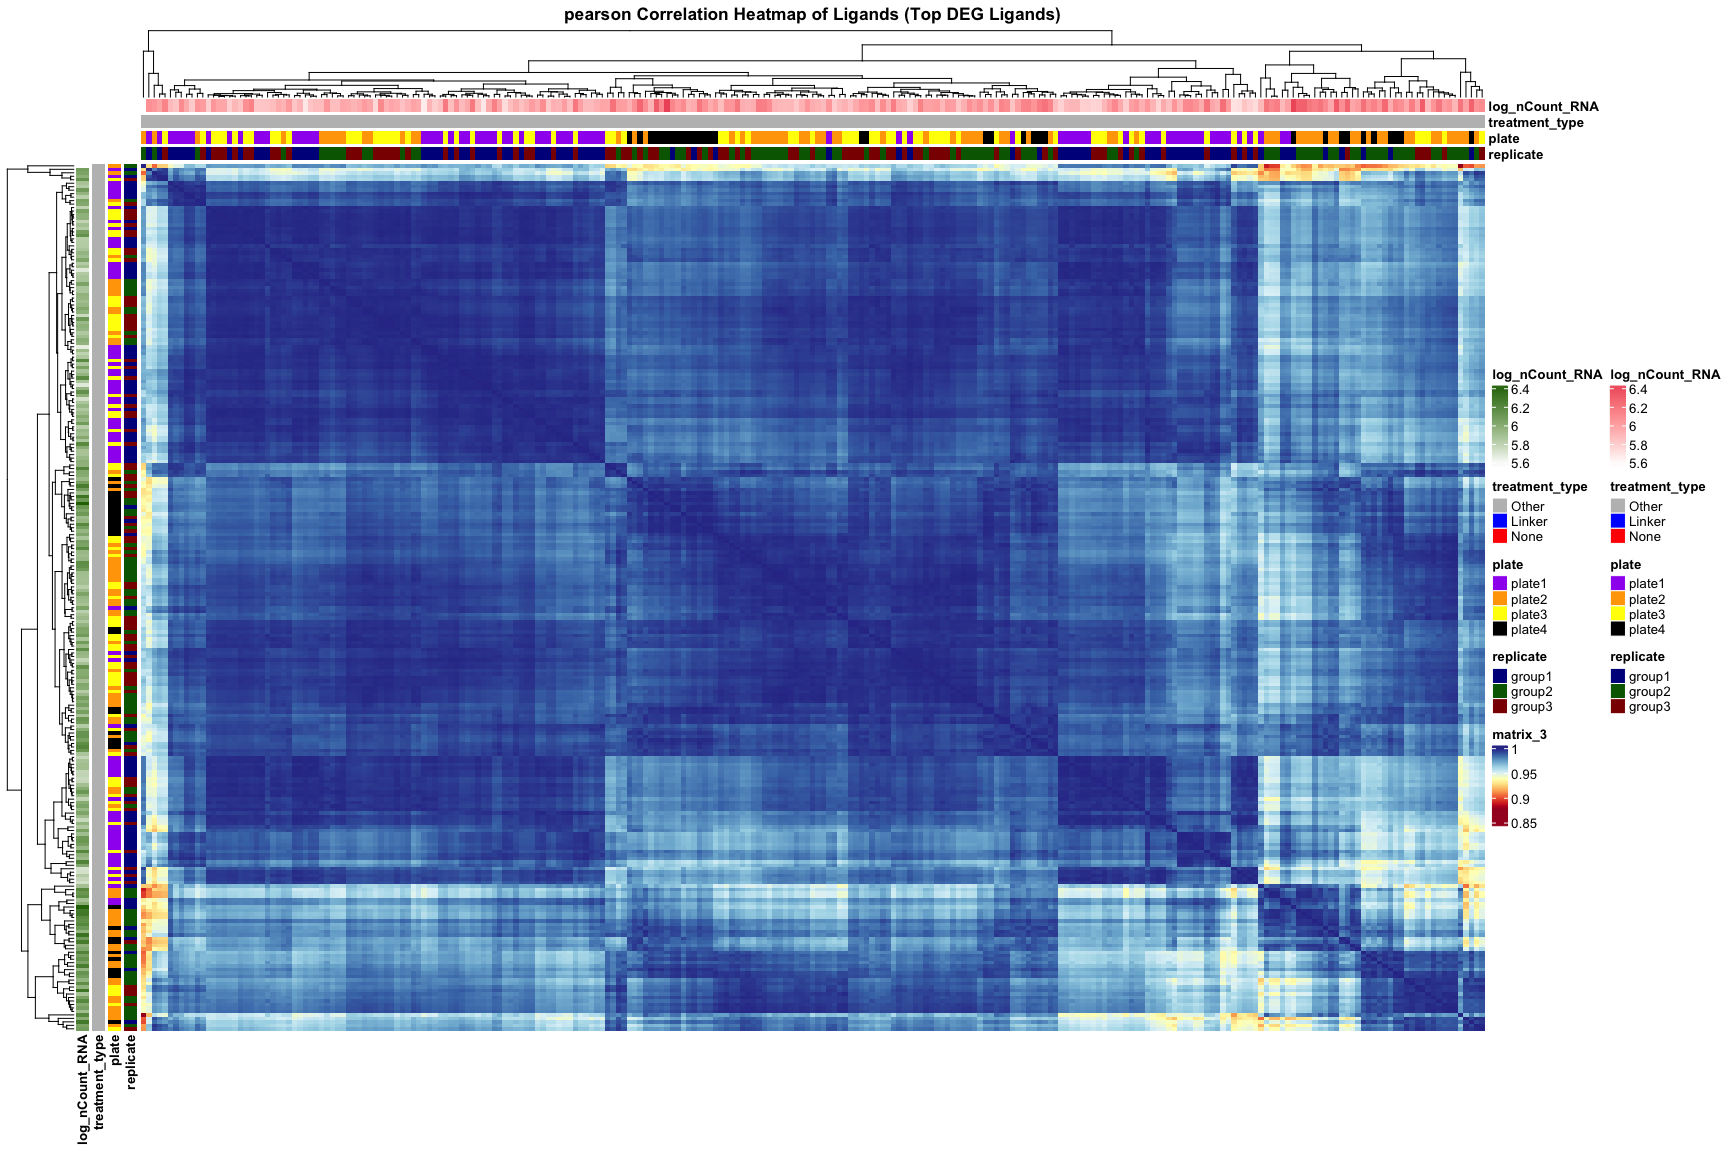 pearson Correlation Heatmap of Ligands (Top DEG Ligands)
log_nCount_RNA
treatment_type
plate
replicate
log_nCount_RNA log_nCount_RNA
6.4 6.4
6.2 6.2
6 6
5.8 5.8
5.6 5.6
treatment_type treatment_type
Other Other
Linker Linker
None None
plate plate
plate1 plate1
plate2 plate2
plate3 plate3
plate4 plate4
replicate replicate
group1 group1
group2 group2
group3 group3
matrix_3
1
0.95
0.9
0.85
log_nCount_RNA
treatment_type
plate
replicate